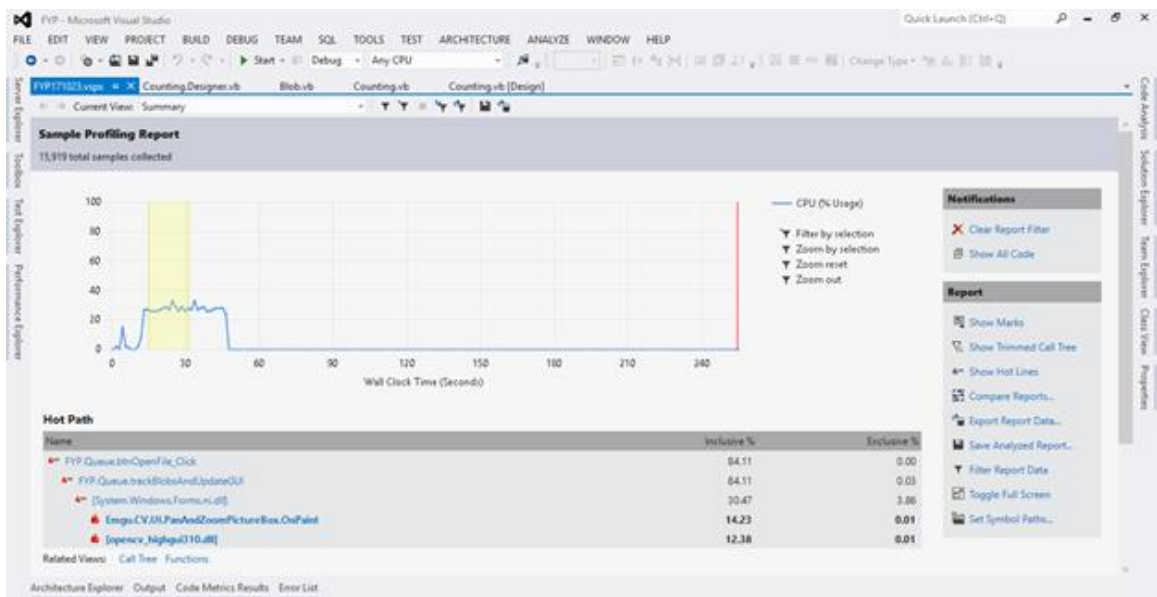 FYP - Microsoft Visual Studio
Quick Launch (Ctrl+Q)
FILE EDIT VIEW PROJECT BUILD DEBUG TEAM SQL TOOLS TEST ARCHITECTURE ANALYZE WINDOW HELP
Start Debug Any CPU Change Type
FYP171023.vspx Counting.Designer.vb Blob.vb Counting.vb Counting.vb [Design]
Current View: Summary
Sample Profiling Report
15,919 total samples collected
100
80
60
40
20
0
0 30 60 90 120 150 180 210 240
Wall Clock Time (Seconds)
CPU (% Usage)
Filter by selection
Zoom by selection
Zoom reset
Zoom out
Notifications
Clear Report Filter
Show All Code
Report
Show Marks
Show Trimmed Call Tree
Show Hot Lines
Compare Reports...
Export Report Data...
Save Analyzed Report...
Filter Report Data
Toggle Full Screen
Set Symbol Paths...
Hot Path
Name Inclusive % Exclusive %
FYP.Queue.btnOpenFile_Click 84.11 0.00
FYP.Queue.trackBlobsAndUpdateGUI 84.11 0.03
[System.Windows.Forms.ni.dll] 30.47 3.86
Emgu.CV.UI.PanAndZoomPictureBox.OnPaint 14.23 0.01
[opencv_highgui310.dll] 12.38 0.01
Related Views: Call Tree Functions
Architecture Explorer Output Code Metrics Results Error List
Server Explorer
Toolbox
Test Explorer
Performance Explorer
Code Analysis
Solution Explorer
Team Explorer
Class View
Properties